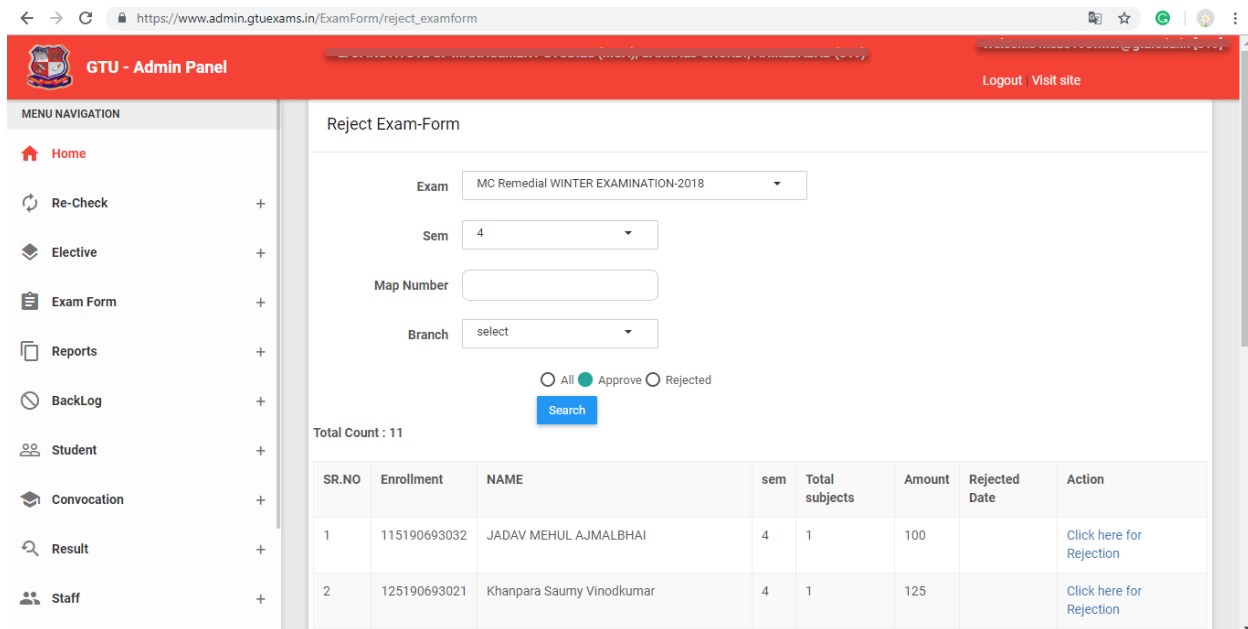 https://www.admin.gtuexams.in/ExamForm/reject_examform
GTU - Admin Panel
Logout | Visit site
MENU NAVIGATION
Home
Re-Check +
Elective +
Exam Form +
Reports +
BackLog +
Student +
Convocation +
Result +
Staff +
Reject Exam-Form
Exam MC Remedial WINTER EXAMINATION-2018
Sem 4
Map Number
Branch select
All Approve Rejected
Search
Total Count : 11
SR.NO Enrollment NAME sem Total subjects Amount Rejected Date Action
1 115190693032 JADAV MEHUL AJMALBHAI 4 1 100 Click here for Rejection
2 125190693021 Khanpara Saumy Vinodkumar 4 1 125 Click here for Rejection